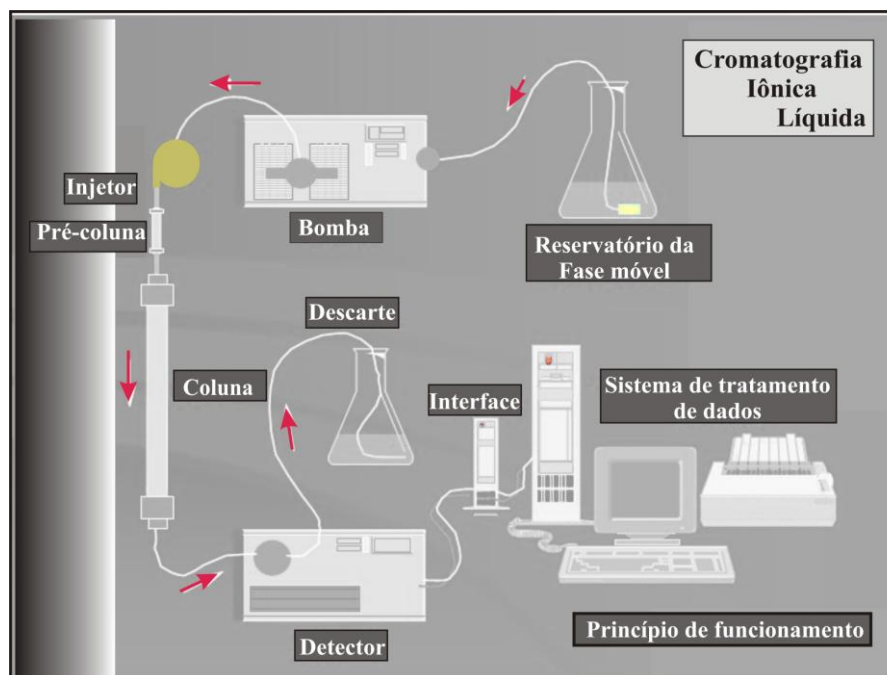 Cromatografia
Iônica
Líquida
Injetor
Pré-coluna
Bomba
Reservatório da
Fase móvel
Descarte
Coluna
Interface
Sistema de tratamento
de dados
Detector
Princípio de funcionamento